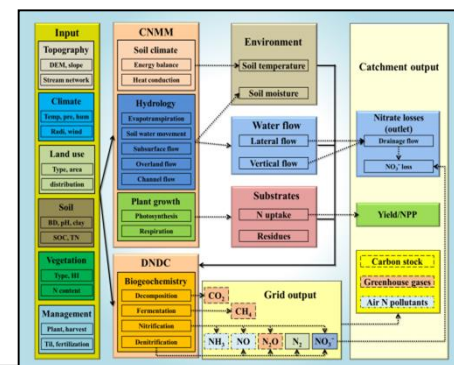 Input
Topography
DEM, slope
Stream network
Climate
Temp, pre, hum
Radi, wind
Land use
Type, area
distribution
Soil
BD, pH, clay
SOC, TN
Vegetation
Type, HI
N content
Management
Plant, harvest
Til, fertilization
CNMM
Soil climate
Energy balance
Heat conduction
Hydrology
Evapotranspiration
Soil water movement
Subsurface flow
Overland flow
Channel flow
Plant growth
Photosynthesis
Respiration
DNDC
Biogeochemistry
Decomposition
Fermentation
Nitrification
Denitrification
Environment
Soil temperature
Soil moisture
Water flow
Lateral flow
Vertical flow
Substrates
N uptake
Residues
Grid output
CO₂
CH₄
NH₃ NO N₂O N₂ NO₃⁻
Catchment output
Nitrate losses
(outlet)
Drainage flow
NO₃⁻ loss
Yield/NPP
Carbon stock
Greenhouse gases
Air N pollutants